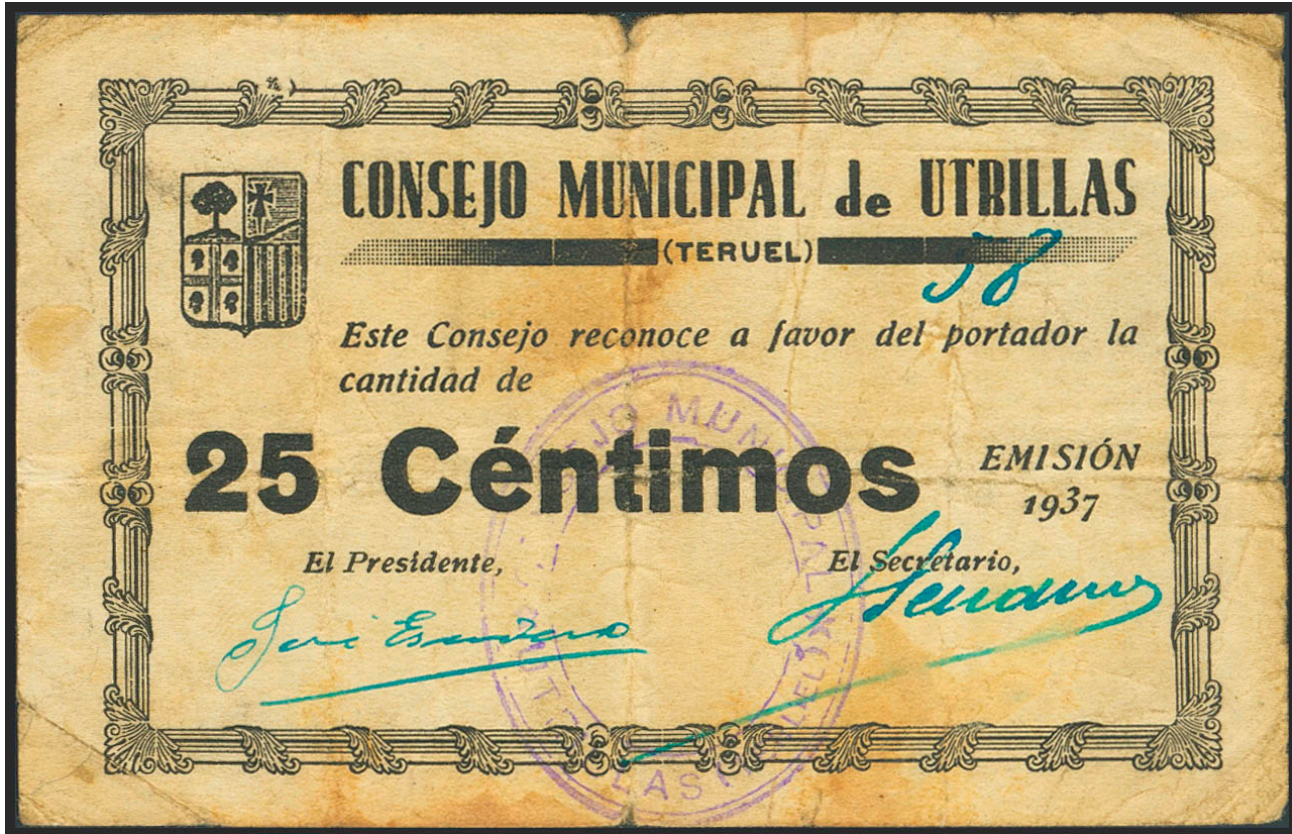 CONSEJO MUNICIPAL de UTRILLAS
(TERUEL)
58
Este Consejo reconoce a favor del portador la
cantidad de
25 Céntimos
EMISIÓN
1937
El Presidente,
El Secretario,
José